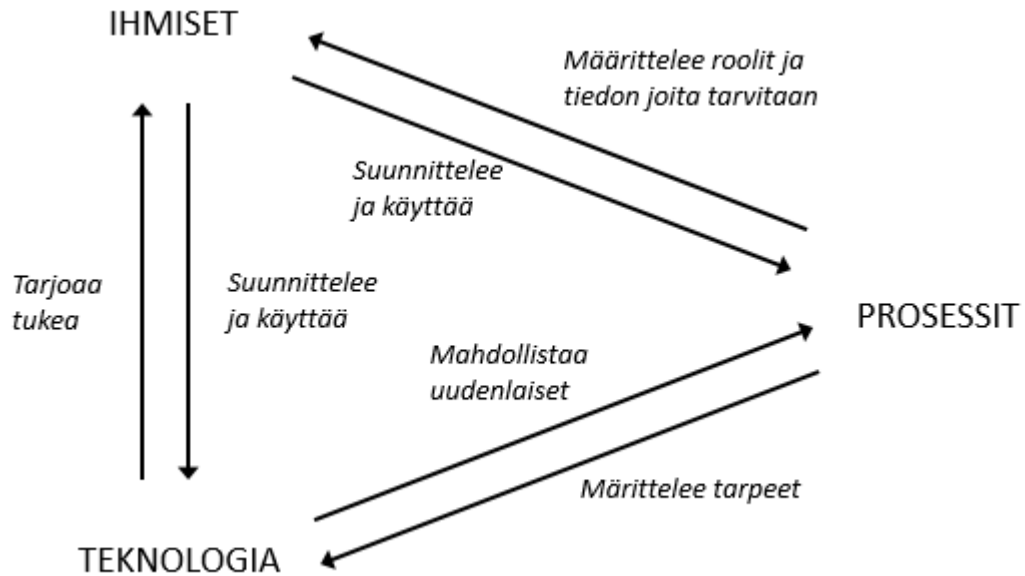 IHMISET
Määrittelee roolit ja
tiedon joita tarvitaan
Suunnittelee
ja käyttää
Tarjoaa
tukea
Suunnittelee
ja käyttää
PROSESSIT
Mahdollistaa
uudenlaiset
Märittelee tarpeet
TEKNOLOGIA